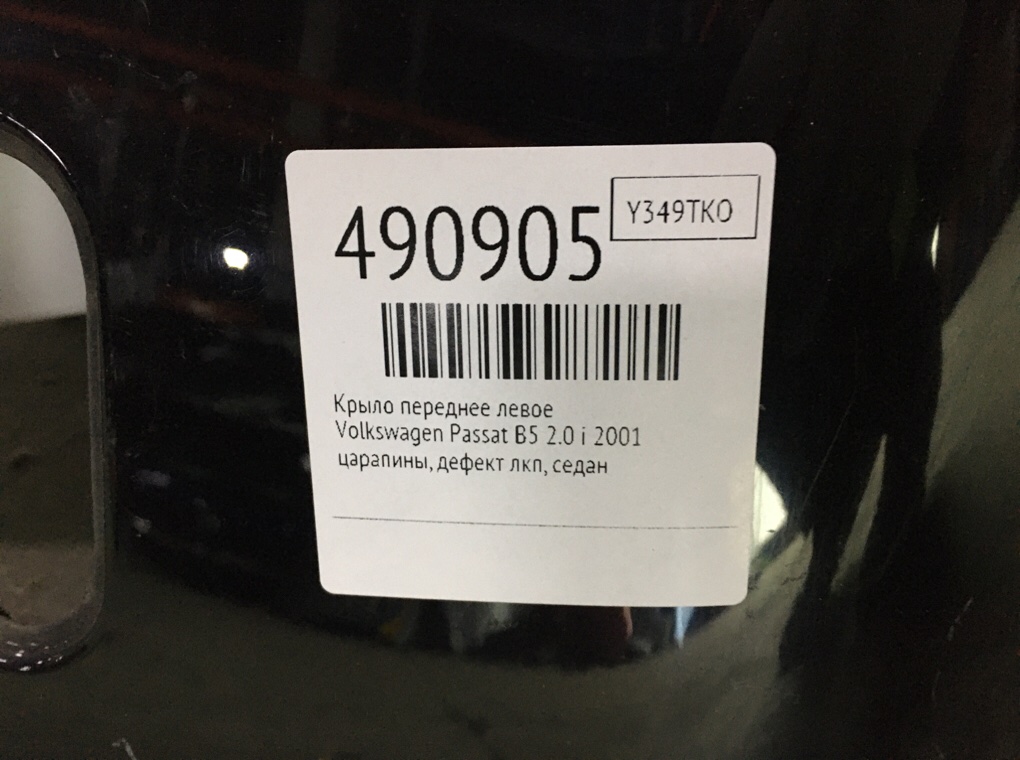 490905
Y349TKO
Крыло переднее левое
Volkswagen Passat B5 2.0 i 2001
царапины, дефект лкп, седан